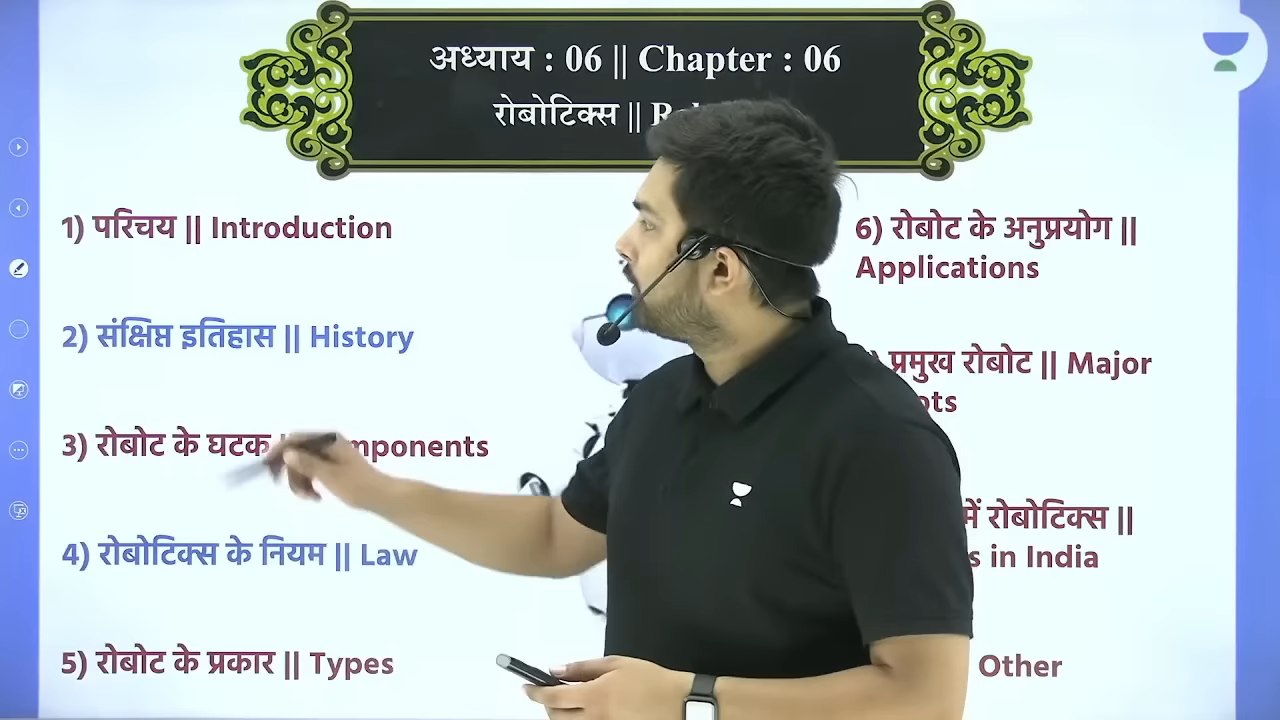 अध्याय : 06 || Chapter : 06
रोबोटिक्स ||
1) परिचय || Introduction
2) संक्षिप्त इतिहास || History
3) रोबोट के घटक
4) रोबोटिक्स के नियम || Law
5) रोबोट के प्रकार || Types
6) रोबोट के अनुप्रयोग ||
Applications
प्रमुख रोबोट || Major
में रोबोटिक्स ||
in India
Other